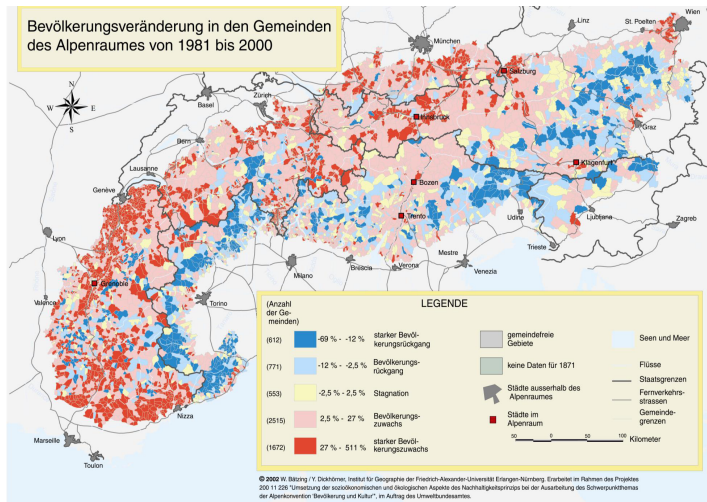 Bevölkerungsveränderung in den Gemeinden
des Alpenraumes von 1981 bis 2000
N
W
E
S
München
Linz
St. Poelten
Wien
Salzburg
Basel
Zürich
Innsbruck
Bern
Graz
Lausanne
Bozen
Klagenfurt
Genève
Trento
Udine
Ljubljana
Zagreb
Lyon
Trieste
Milano
Brescia
Verona
Mestre
Venezia
Grenoble
Valence
Torino
Nizza
Marseille
Toulon
LEGENDE
(Anzahl
der Ge-
meinden)
(612) -69 % - -12 % starker Bevöl-
kerungsrückgang
(771) -12 % - -2,5 % Bevölkerungs-
rückgang
(553) -2,5 % - 2,5 % Stagnation
(2515) 2,5 % - 27 % Bevölkerungs-
zuwachs
(1672) 27 % - 511 % starker Bevöl-
kerungszuwachs
gemeindefreie
Gebiete
keine Daten für 1871
Städte ausserhalb des
Alpenraumes
Städte im
Alpenraum
Seen und Meer
Flüsse
Staatsgrenzen
Fernverkehrs-
strassen
Gemeinde-
grenzen
50 0 50 100
Kilometer
© 2002 W. Bätzing / Y. Dickhörner, Institut für Geographie der Friedrich-Alexander-Universität Erlangen-Nürnberg. Erarbeitet im Rahmen des Projektes
200 11 226 "Umsetzung der sozioökonomischen und ökologischen Aspekte des Nachhaltigkeitsprinzips bei der Ausarbeitung des Schwerpunktthemas
der Alpenkonvention 'Bevölkerung und Kultur'", im Auftrag des Umweltbundesamtes.